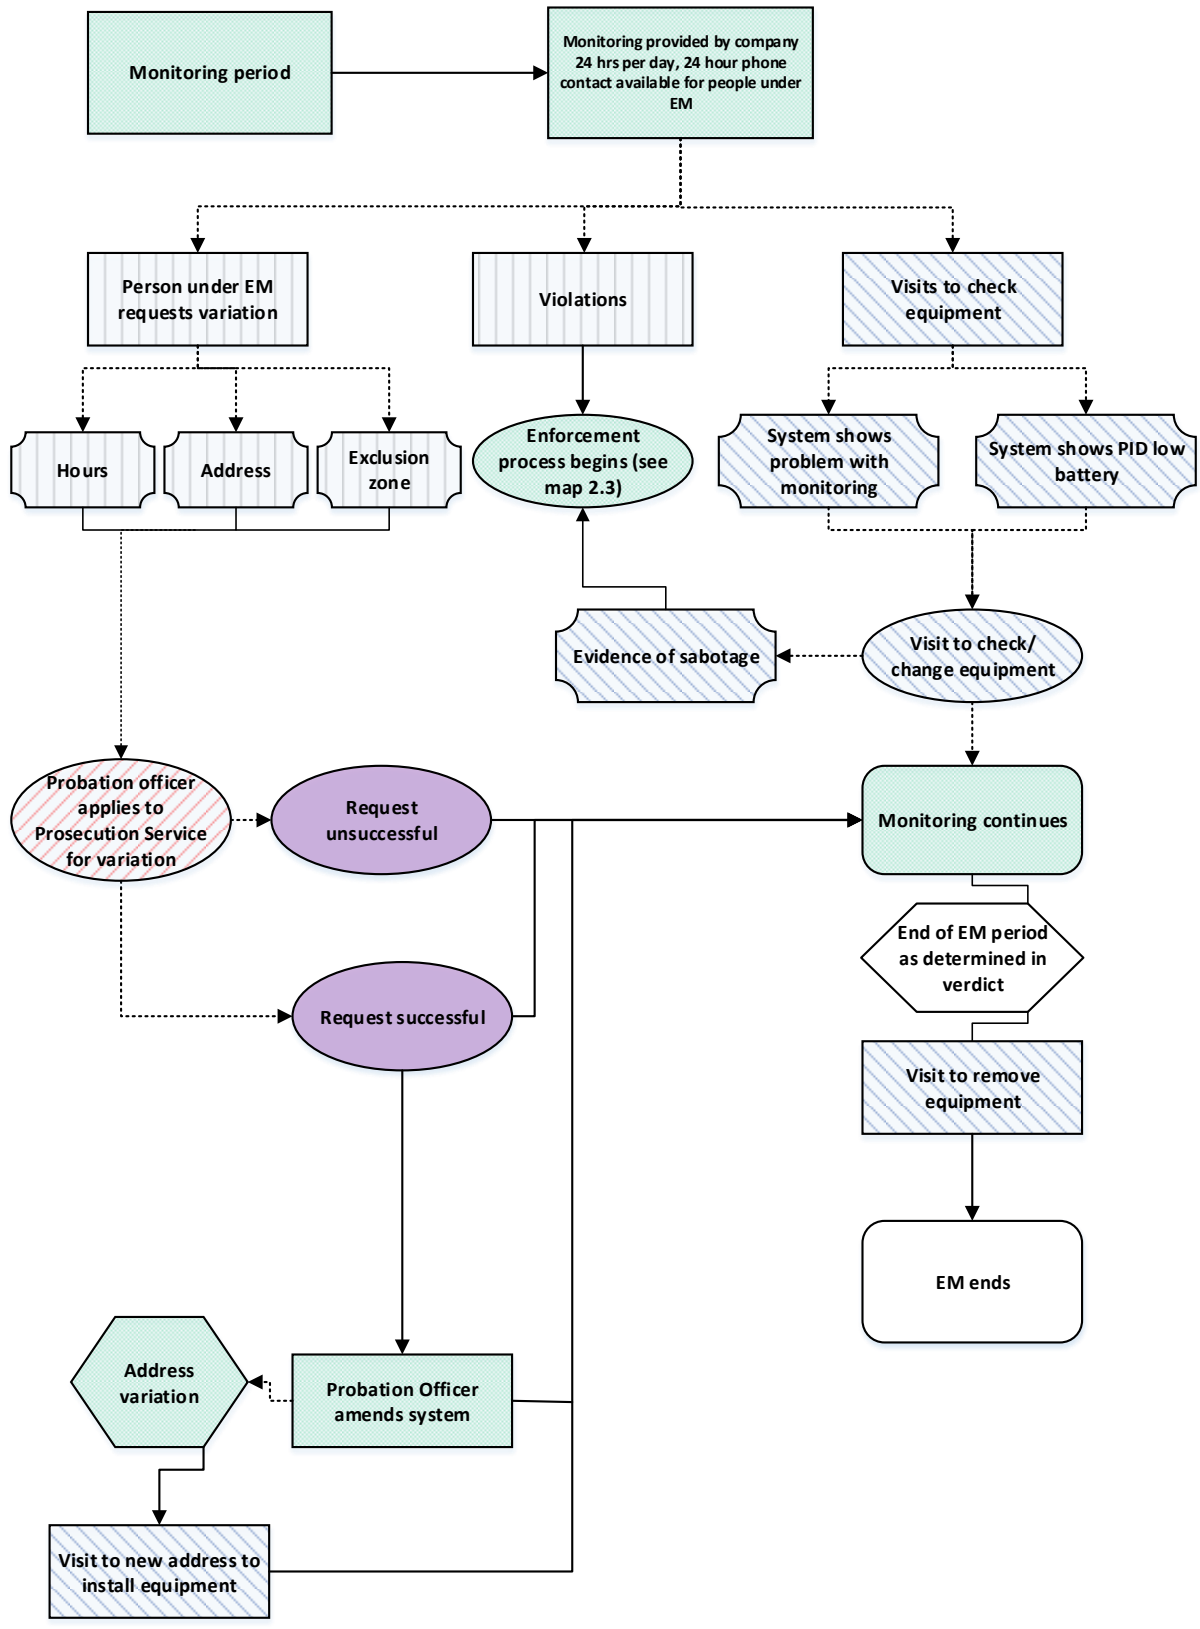 Monitoring period
Monitoring provided by company
24 hrs per day, 24 hour phone
contact available for people under
EM
Person under EM
requests variation
Violations
Visits to check
equipment
Hours
Address
Exclusion
zone
Enforcement
process begins (see
map 2.3)
System shows
problem with
monitoring
System shows PID low
battery
Evidence of sabotage
Visit to check/
change equipment
Probation officer
applies to
Prosecution Service
for variation
Request
unsuccessful
Monitoring continues
End of EM period
as determined in
verdict
Request successful
Visit to remove
equipment
EM ends
Address
variation
Probation Officer
amends system
Visit to new address to
install equipment